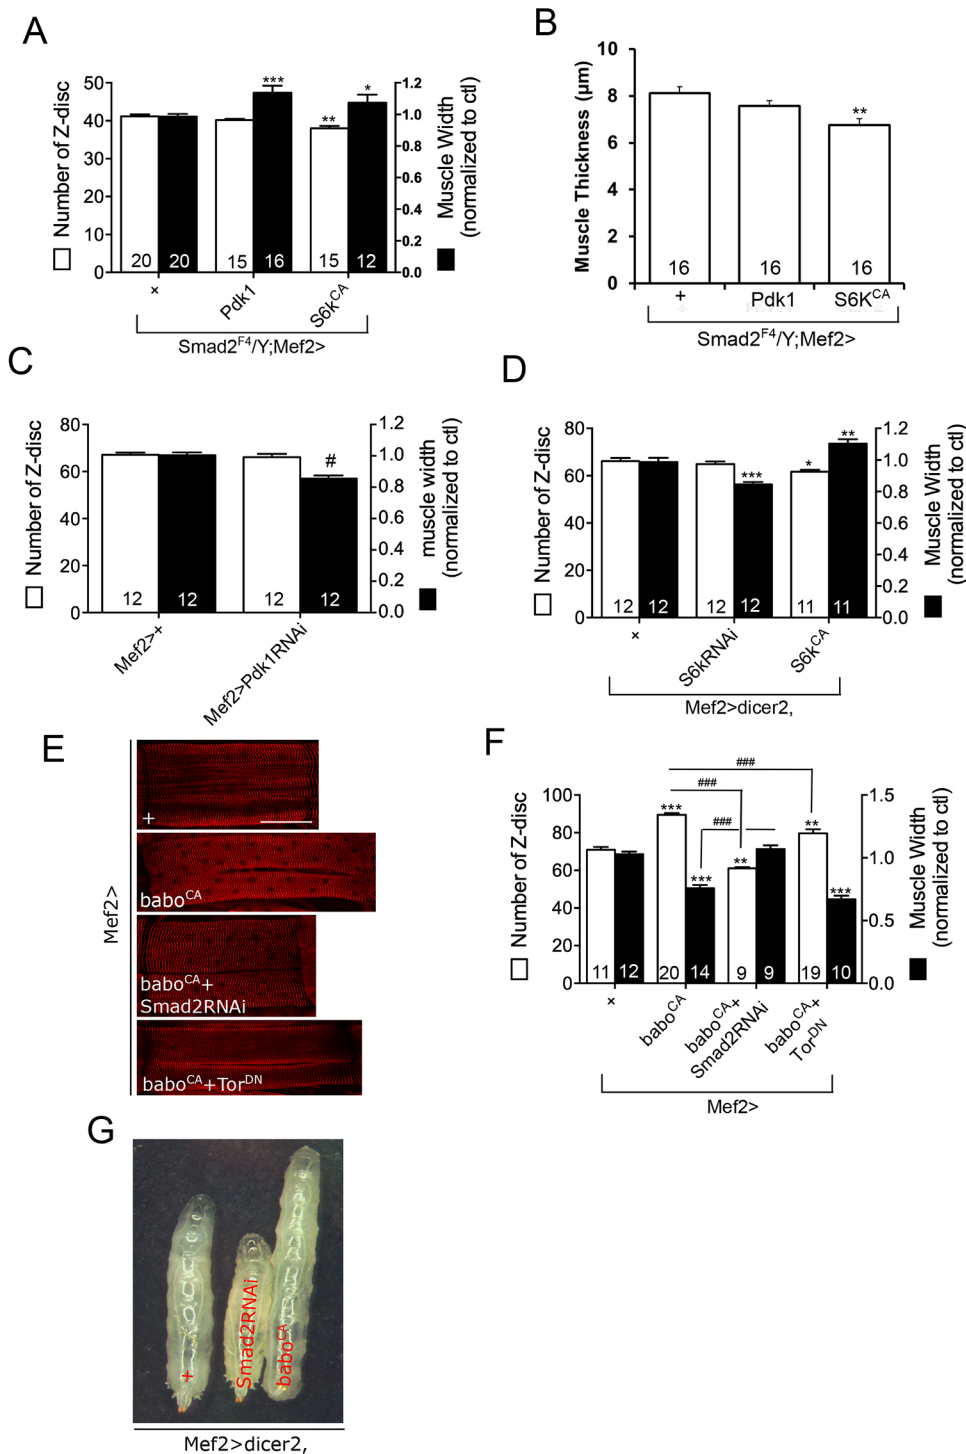 A
Number of Z-disc
50
40
30
20
10
0
1.2
1.0
0.8
0.6
0.4
0.2
0.0
Muscle Width
(normalized to ctl)
***
**
*
20
20
15
16
15
12
+
Pdk1
S6k^CA
Smad2^F4/Y;Mef2>
B
Muscle Thickness (μm)
10
8
6
4
2
0
**
16
16
16
+
Pdk1
S6K^CA
Smad2^F4/Y;Mef2>
C
Number of Z-disc
80
60
40
20
0
1.2
1.0
0.8
0.6
0.4
0.2
0.0
muscle width
(normalized to ctl)
#
12
12
12
12
Mef2>+
Mef2>Pdk1RNAi
D
Number of Z-disc
80
60
40
20
0
1.2
1.0
0.8
0.6
0.4
0.2
0.0
Muscle Width
(normalized to ctl)
***
*
**
12
12
12
12
11
11
+
S6kRNAi
S6k^CA
Mef2>dicer2,
E
Mef2>
+
babo^CA
babo^CA+
Smad2RNAi
babo^CA+Tor^DN
F
Number of Z-disc
100
80
60
40
20
0
1.5
1.0
0.5
0.0
Muscle Width
(normalized to ctl)
###
###
###
***
***
**
**
***
11
12
20
14
9
9
19
10
+
babo^CA
babo^CA+
Smad2RNAi
babo^CA+
Tor^DN
Mef2>
G
+
Smad2RNAi
babo^CA
Mef2>dicer2,